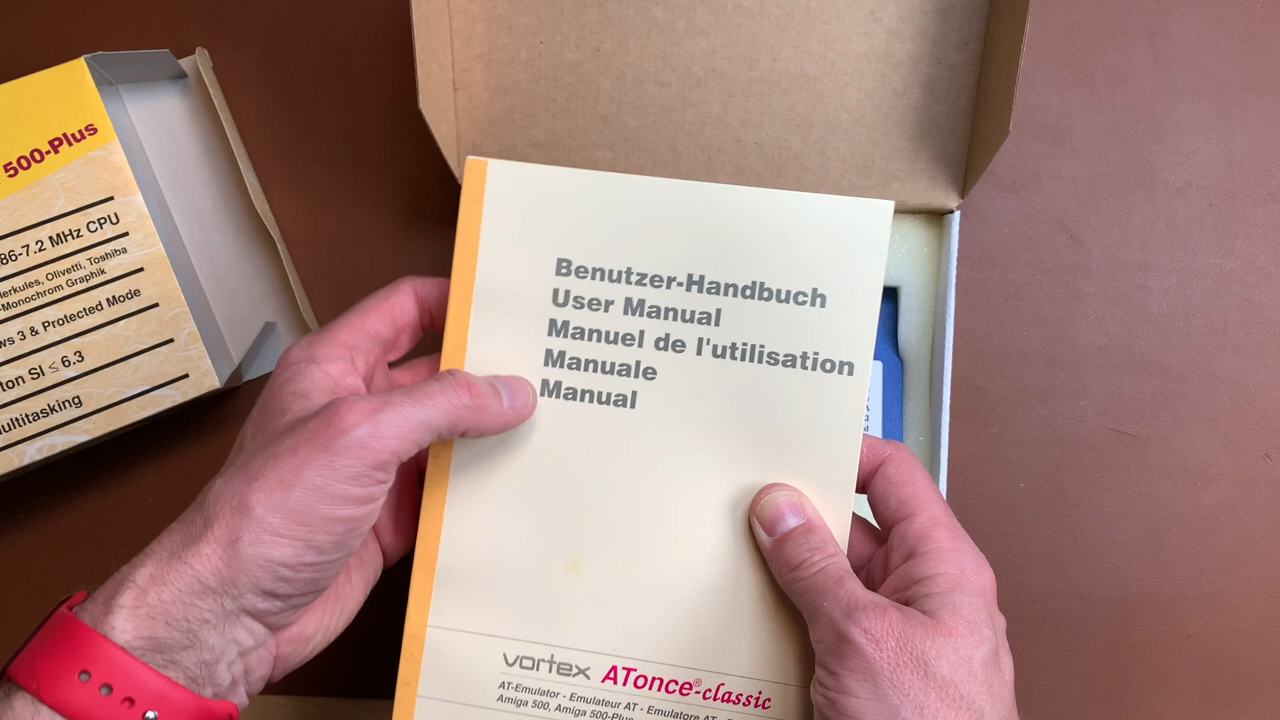 500-Plus
86-7.2 MHz CPU
Herkules, Olivetti, Toshiba
-Monochrom Graphik
ws 3 & Protected Mode
ton SI ≤ 6.3
ultitasking
Benutzer-Handbuch
User Manual
Manuel de l'utilisation
Manuale
Manual
vortex ATonce®-classic
AT-Emulator - Emulateur AT - Emulatore AT -
Amiga 500, Amiga 500-Plus